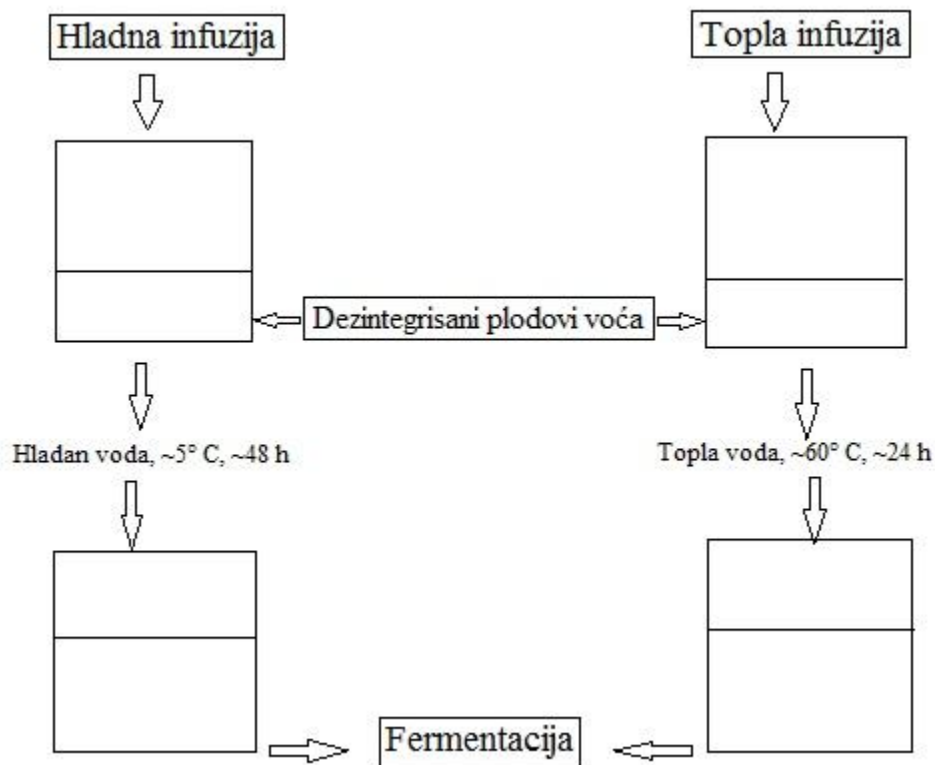 Hladna infuzija
Topla infuzija
Dezintegrisani plodovi voća
Hladan voda, ~5° C, ~48 h
Topla voda, ~60° C, ~24 h
Fermentacija